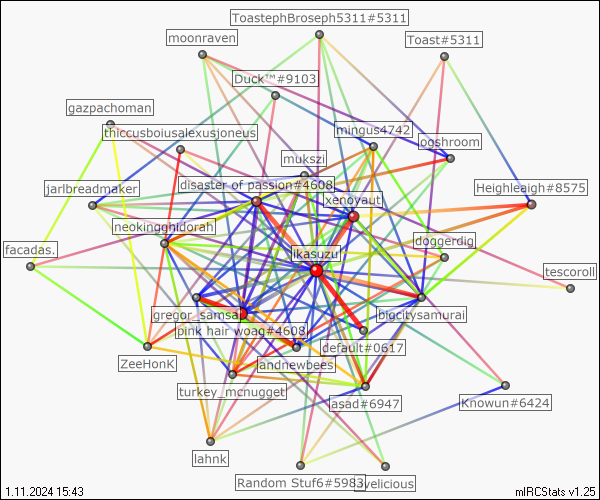 ToastephBroseph5311#5311
moonraven
Toast#5311
Duck™#9103
gazpachoman
thiccusboiusalexusjoneus
mingus4742
ooshroom
mukszi
jarlbreadmaker
disaster of passion#4608
xenoyaut
Heighleaigh#8575
neokingghidorah
doggerdig
facadas.
ikasuzu
tescoroll
gregor_samsa
bigcitysamurai
pink hair woag#4608
default#0617
ZeeHonk
andnewbees
turkey_mcnugget
asad#6947
Knowun#6424
lahnk
Random Stuf6#5983
1.11.2024 15:43
mIRCStats v1.25